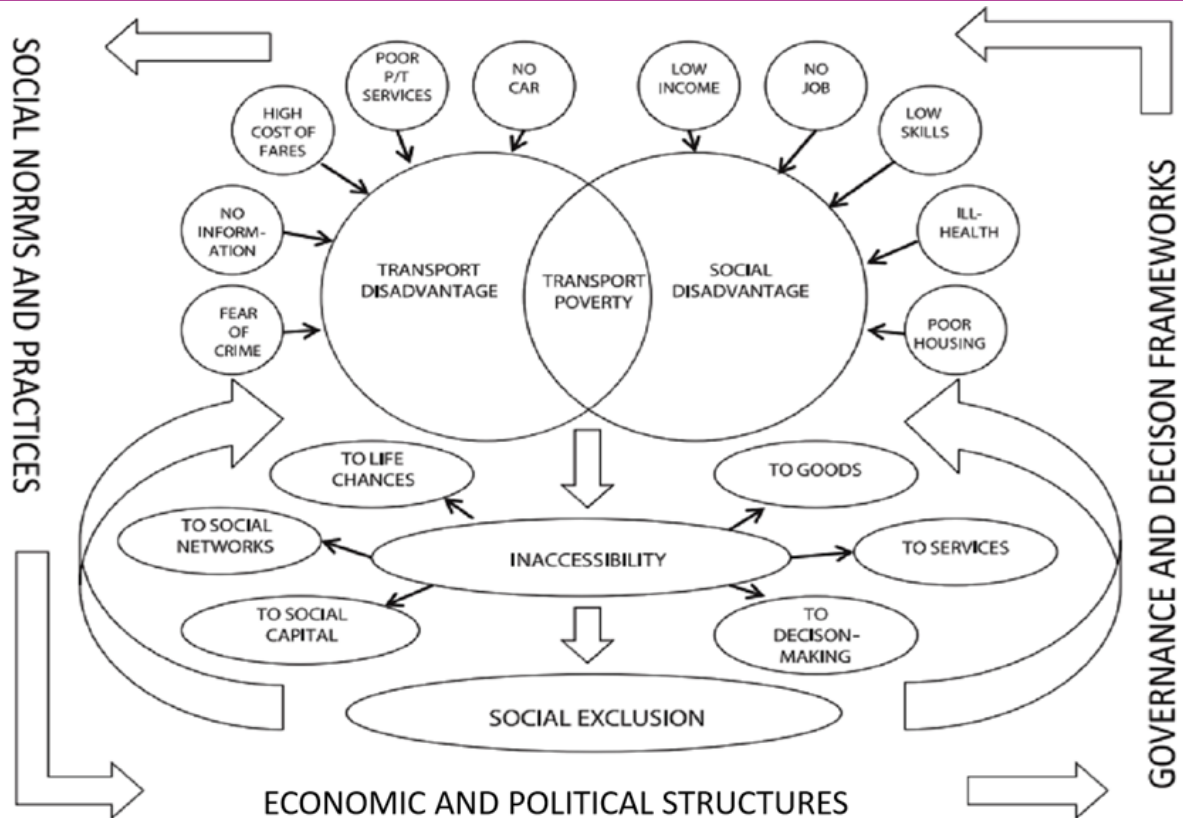 SOCIAL NORMS AND PRACTICES
POOR
P/T
SERVICES
NO
CAR
LOW
INCOME
NO
JOB
HIGH
COST OF
FARES
LOW
SKILLS
NO
INFORM-
ATION
ILL-
HEALTH
FEAR
OF
CRIME
POOR
HOUSING
TRANSPORT
DISADVANTAGE
TRANSPORT
POVERTY
SOCIAL
DISADVANTAGE
GOVERNANCE AND DECISON FRAMEWORKS
TO LIFE
CHANCES
TO GOODS
TO SOCIAL
NETWORKS
INACCESSIBILITY
TO SERVICES
TO SOCIAL
CAPITAL
TO
DECISON-
MAKING
SOCIAL EXCLUSION
ECONOMIC AND POLITICAL STRUCTURES